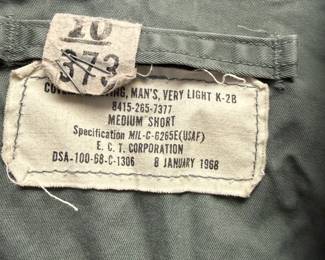 10
373
MAN'S, VERY LIGHT K-2B
8415-265-7377
MEDIUM SHORT
Specification MIL-C-6265E(USAF)
E. C. T. CORPORATION
DSA-100-68-C-1306 8 JANUARY 1968